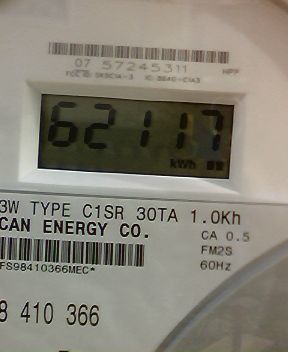 07 57245311
62117
kWh
3W TYPE C1SR 30TA 1.0Kh
CAN ENERGY CO.
CA 0.5
FM2S
FS98410366MEC*
60Hz
8 410 366